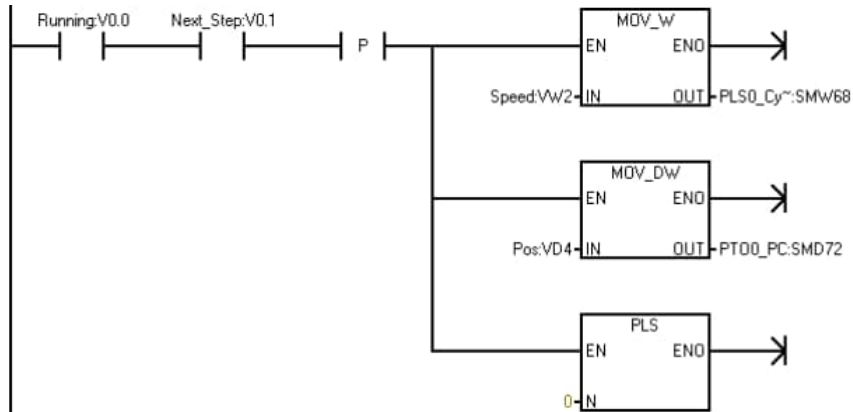 Running:V0.0 Next_Step:V0.1
P
MOV_W
EN ENO
Speed:VW2 IN OUT PLS0_Cy~:SMW68
MOV_DW
EN ENO
Pos:VD4 IN OUT PTO0_PC:SMD72
PLS
EN ENO
0 N